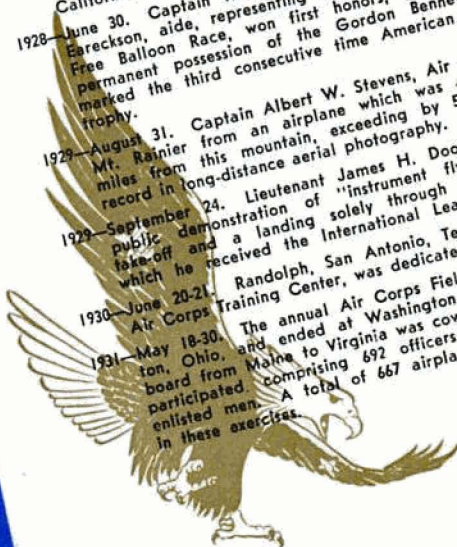 Californ
1928—June 30. Captain
Eareckson, aide, representing
Free Balloon Race, won first honors,
permanent possession of the Gordon Benne
marked the third consecutive time American
trophy.
1929—August 31. Captain Albert W. Stevens, Air
Mt. Rainier from an airplane which was
miles from this mountain, exceeding by 5
record in long-distance aerial photography.
1929—September 24. Lieutenant James H. Doo
public demonstration of "instrument fl
take-off and a landing solely through
which he received the International Lea
1930—June 20-21. Randolph, San Antonio, Te
Air Corps Training Center, was dedicate
1931—May 18-30. The annual Air Corps Fiel
ton, Ohio, and ended at Washington
board from Maine to Virginia was cov
participated, comprising 692 officers
enlisted men. A total of 667 airpla
in these exercises.